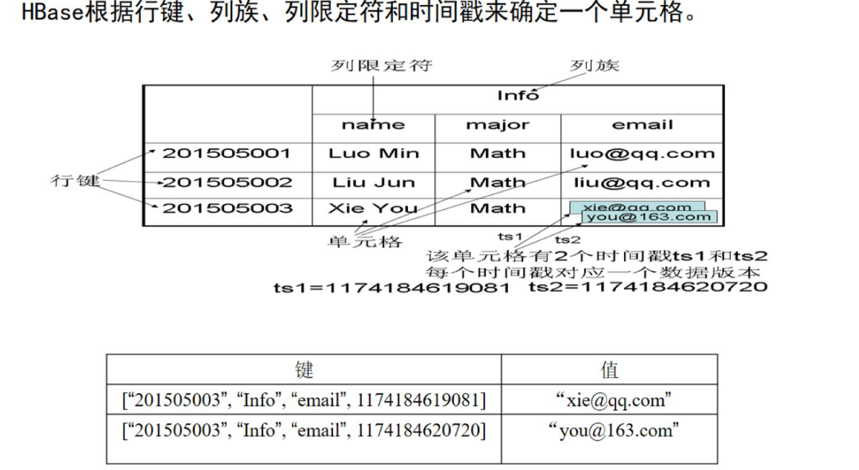 HBase根据行键、列族、列限定符和时间戳来确定一个单元格。
列限定符 列族
Info
name major email
201505001 Luo Min Math luo@qq.com
行键
201505002 Liu Jun Math liu@qq.com
201505003 Xie You Math xie@qq.com
you@163.com
单元格 ts1 ts2
该单元格有2个时间戳ts1和ts2
每个时间戳对应一个数据版本
ts1=1174184619081 ts2=1174184620720
键 值
[“201505003”, “Info”, “email”, 1174184619081] “xie@qq.com”
[“201505003”, “Info”, “email”, 1174184620720] “you@163.com”